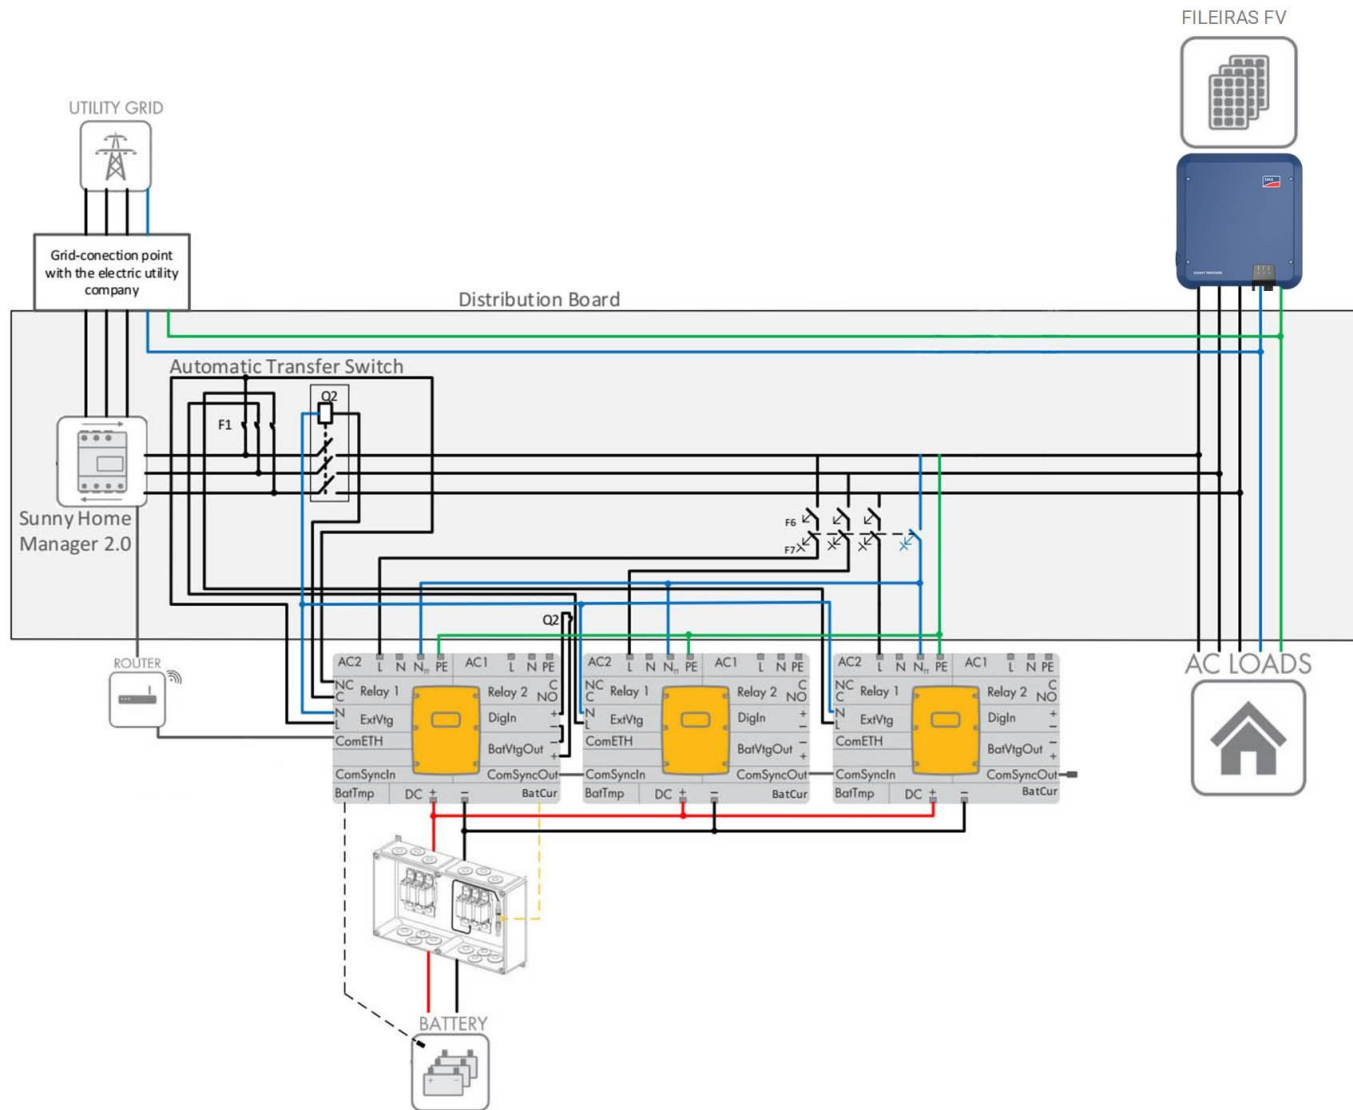 FILEIRAS FV
UTILITY GRID
SMA
Grid-conection point
with the electric utility
company
Distribution Board
Automatic Transfer Switch
Q2
F1
Sunny Home
Manager 2.0
F6
F7
Q2
ROUTER
AC LOADS
AC2 L N NTT PE AC1 L N PE
NC Relay 1 C
C Relay 2 NO
N ExtVtg DigIn +
L −
ComETH BatVtgOut −
+
ComSyncIn ComSyncOut
BatTmp DC + − BatCur
AC2 L N NTT PE AC1 L N PE
NC Relay 1 C
C Relay 2 NO
N ExtVtg DigIn +
L −
ComETH BatVtgOut −
+
ComSyncIn ComSyncOut
BatTmp DC + − BatCur
AC2 L N NTT PE AC1 L N PE
NC Relay 1 C
C Relay 2 NO
N ExtVtg DigIn +
L −
ComETH BatVtgOut −
+
ComSyncIn ComSyncOut
BatTmp DC + − BatCur
BATTERY
+ −